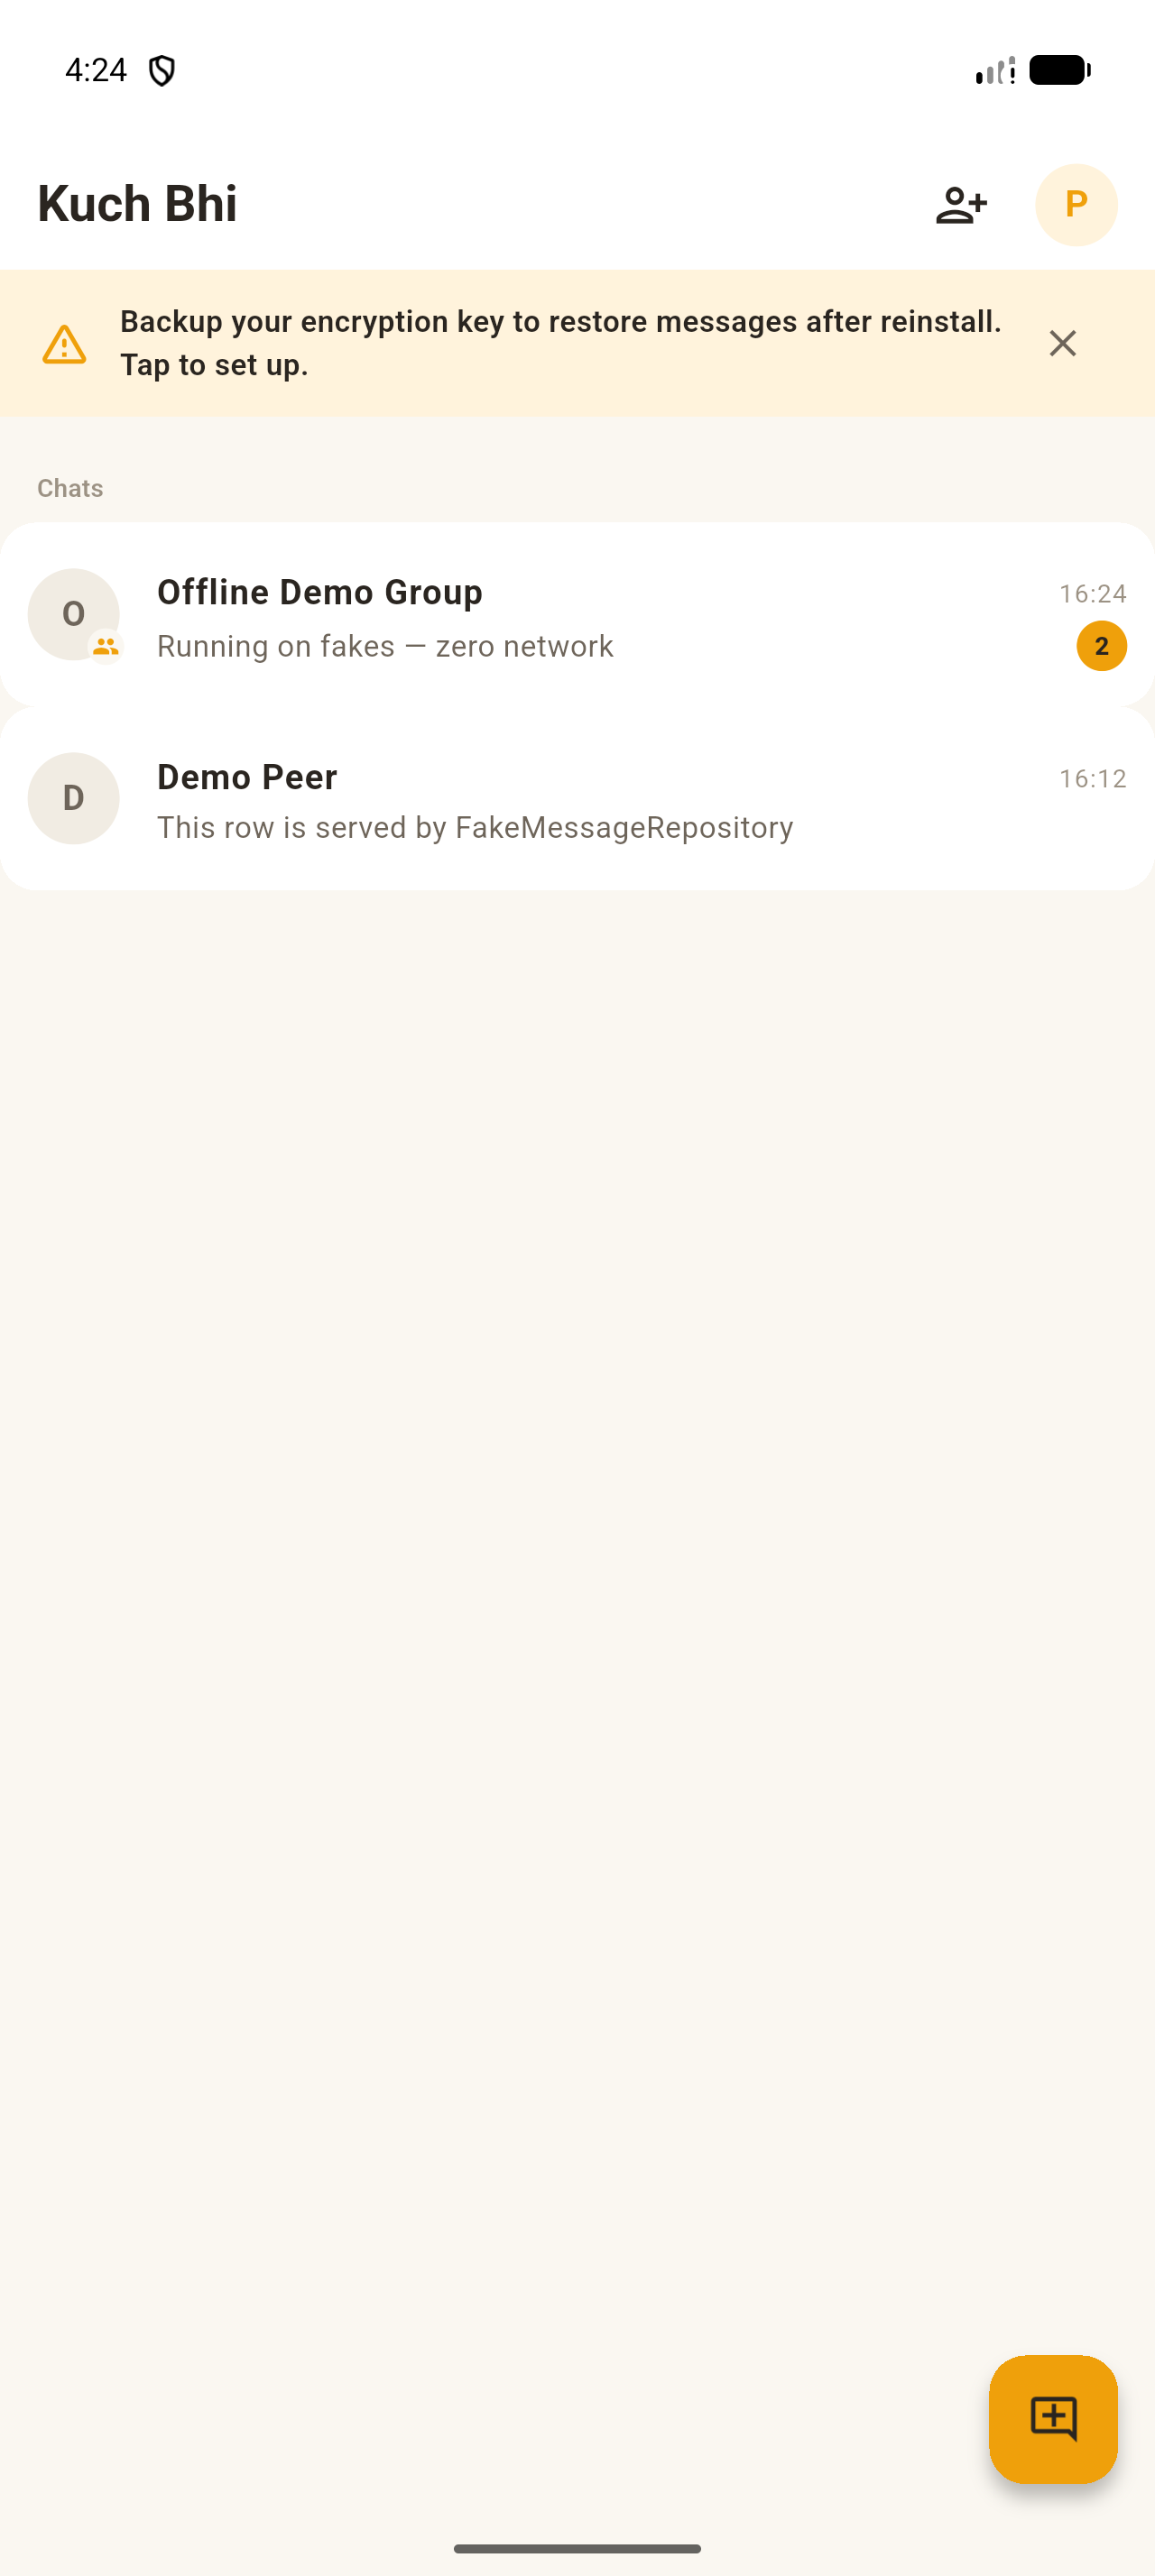 4:24
Kuch Bhi
P
Backup your encryption key to restore messages after reinstall.
Tap to set up.
Chats
O
Offline Demo Group
16:24
Running on fakes — zero network
2
D
Demo Peer
16:12
This row is served by FakeMessageRepository